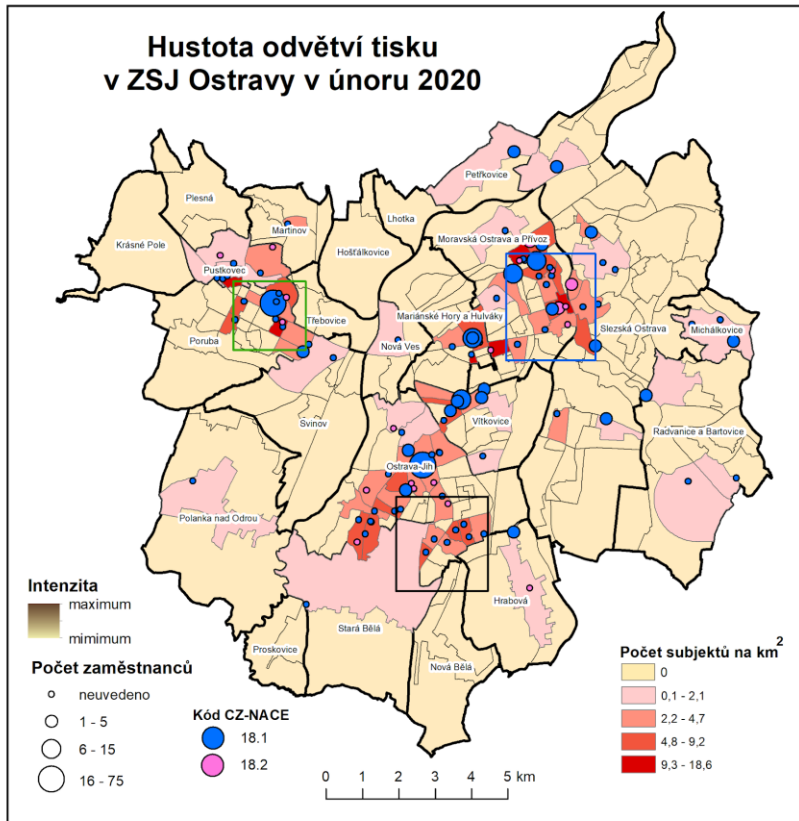 Hustota odvětví tisku
v ZSJ Ostravy v únoru 2020
Petřkovice
Plesná
Lhotka
Martinov
Krásné Pole
Hošťálkovice
Moravská Ostrava a Přívoz
Pustkovec
Třebovice
Mariánské Hory a Hulváky
Slezská Ostrava
Michálkovice
Poruba
Nová Ves
Svinov
Vítkovice
Radvanice a Bartovice
Ostrava-Jih
Polanka nad Odrou
Hrabová
Stará Bělá
Proskovice
Nová Bělá
Intenzita
maximum
mimimum
Počet zaměstnanců
neuvedeno
1 - 5
6 - 15
16 - 75
Kód CZ-NACE
18.1
18.2
0 1 2 3 4 5 km
Počet subjektů na km²
0
0,1 - 2,1
2,2 - 4,7
4,8 - 9,2
9,3 - 18,6